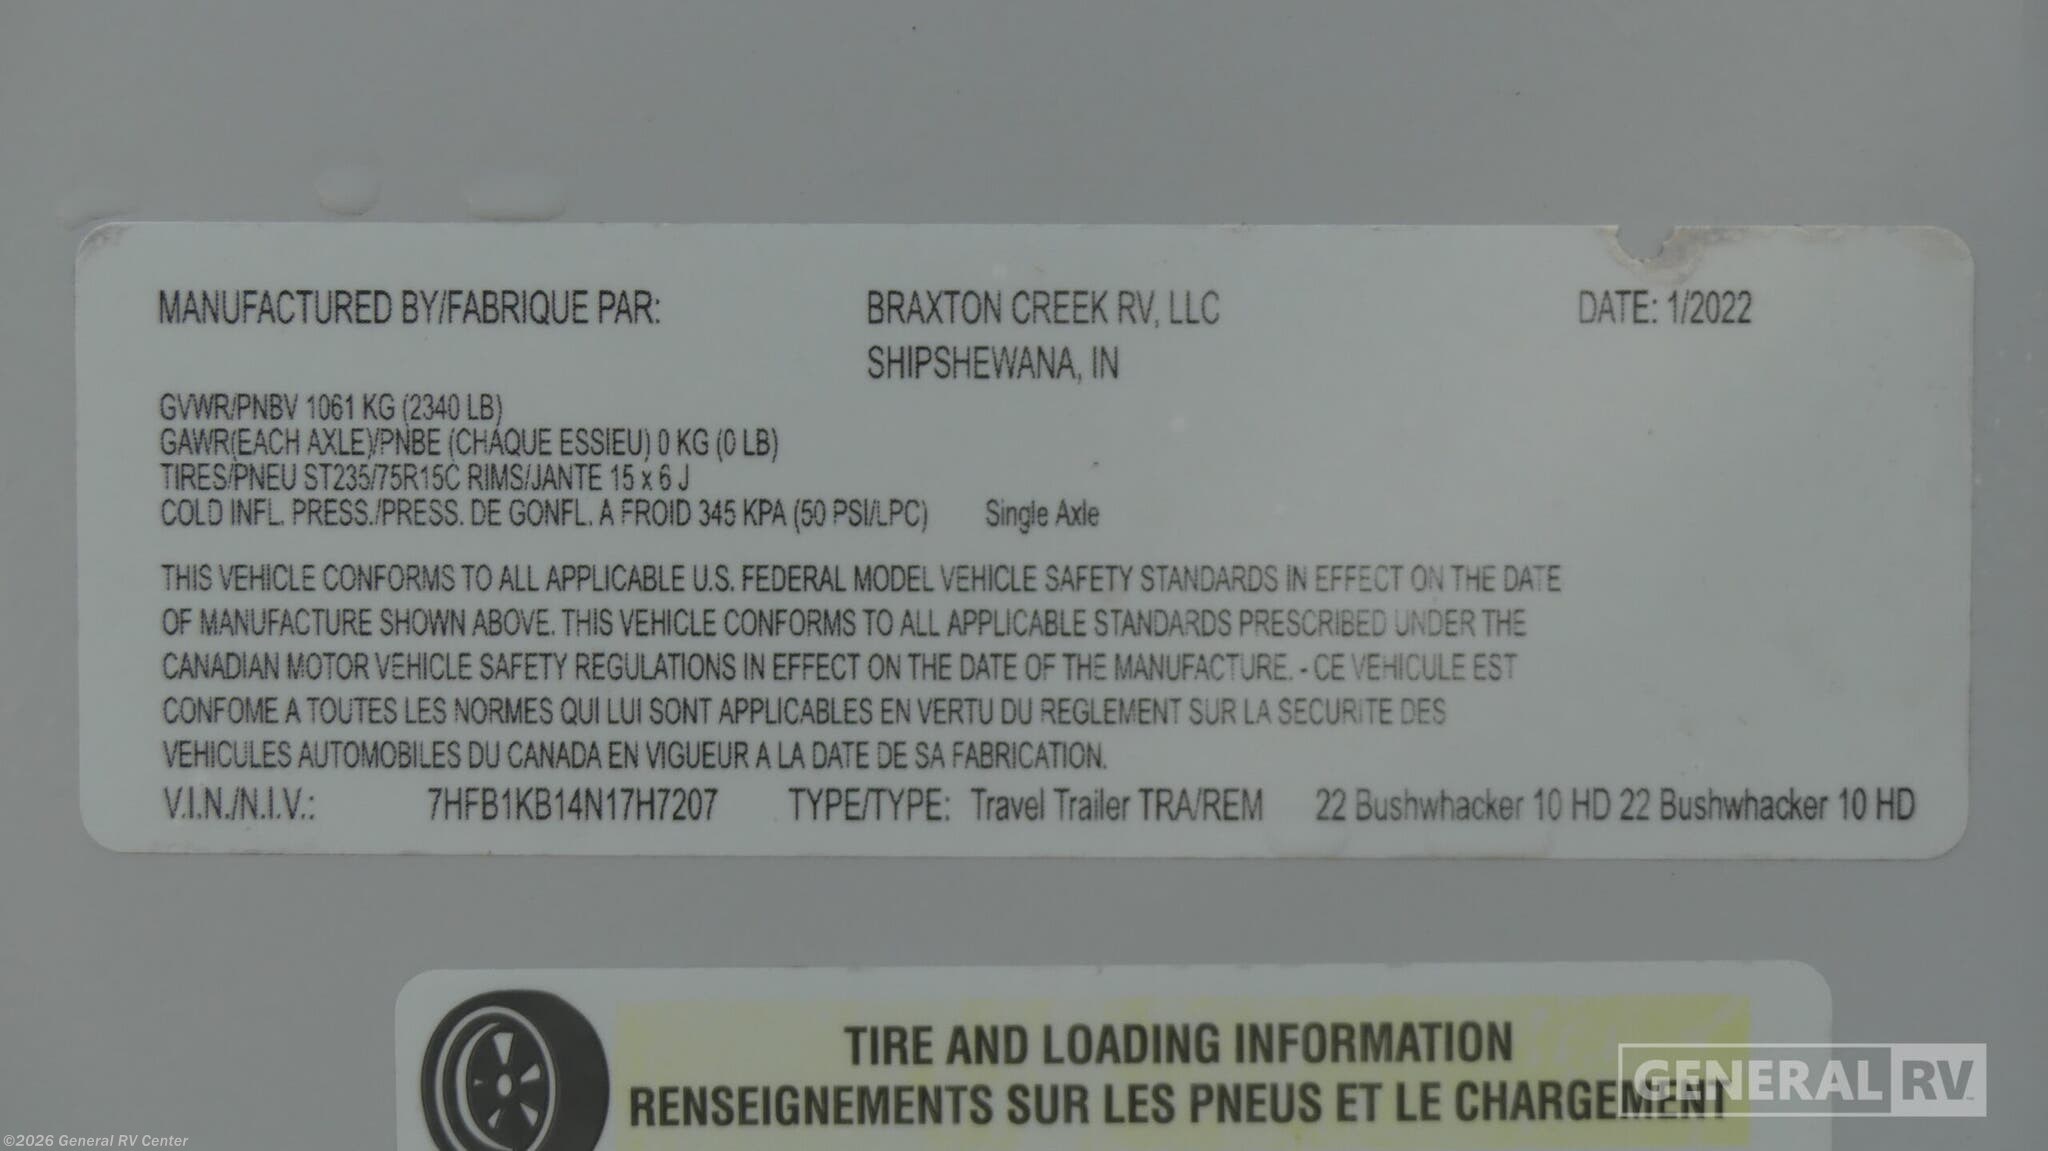 MANUFACTURED BY/FABRIQUE PAR: BRAXTON CREEK RV, LLC DATE: 1/2022
SHIPSHEWANA, IN
GVWR/PNBV 1061 KG (2340 LB)
GAWR(EACH AXLE)/PNBE (CHAQUE ESSIEU) 0 KG (0 LB)
TIRES/PNEU ST235/75R15C RIMS/JANTE 15 x 6 J
COLD INFL. PRESS./PRESS. DE GONFL. A FROID 345 KPA (50 PSI/LPC) Single Axle
THIS VEHICLE CONFORMS TO ALL APPLICABLE U.S. FEDERAL MODEL VEHICLE SAFETY STANDARDS IN EFFECT ON THE DATE
OF MANUFACTURE SHOWN ABOVE. THIS VEHICLE CONFORMS TO ALL APPLICABLE STANDARDS PRESCRIBED UNDER THE
CANADIAN MOTOR VEHICLE SAFETY REGULATIONS IN EFFECT ON THE DATE OF THE MANUFACTURE. - CE VEHICULE EST
CONFOME A TOUTES LES NORMES QUI LUI SONT APPLICABLES EN VERTU DU REGLEMENT SUR LA SECURITE DES
VEHICULES AUTOMOBILES DU CANADA EN VIGUEUR A LA DATE DE SA FABRICATION.
V.I.N./N.I.V.: 7HFB1KB14N17H7207 TYPE/TYPE: Travel Trailer TRA/REM 22 Bushwhacker 10 HD 22 Bushwhacker 10 HD
TIRE AND LOADING INFORMATION
RENSEIGNEMENTS SUR LES PNEUS ET LE CHARGEMENT
GENERAL RV
©2026 General RV Center